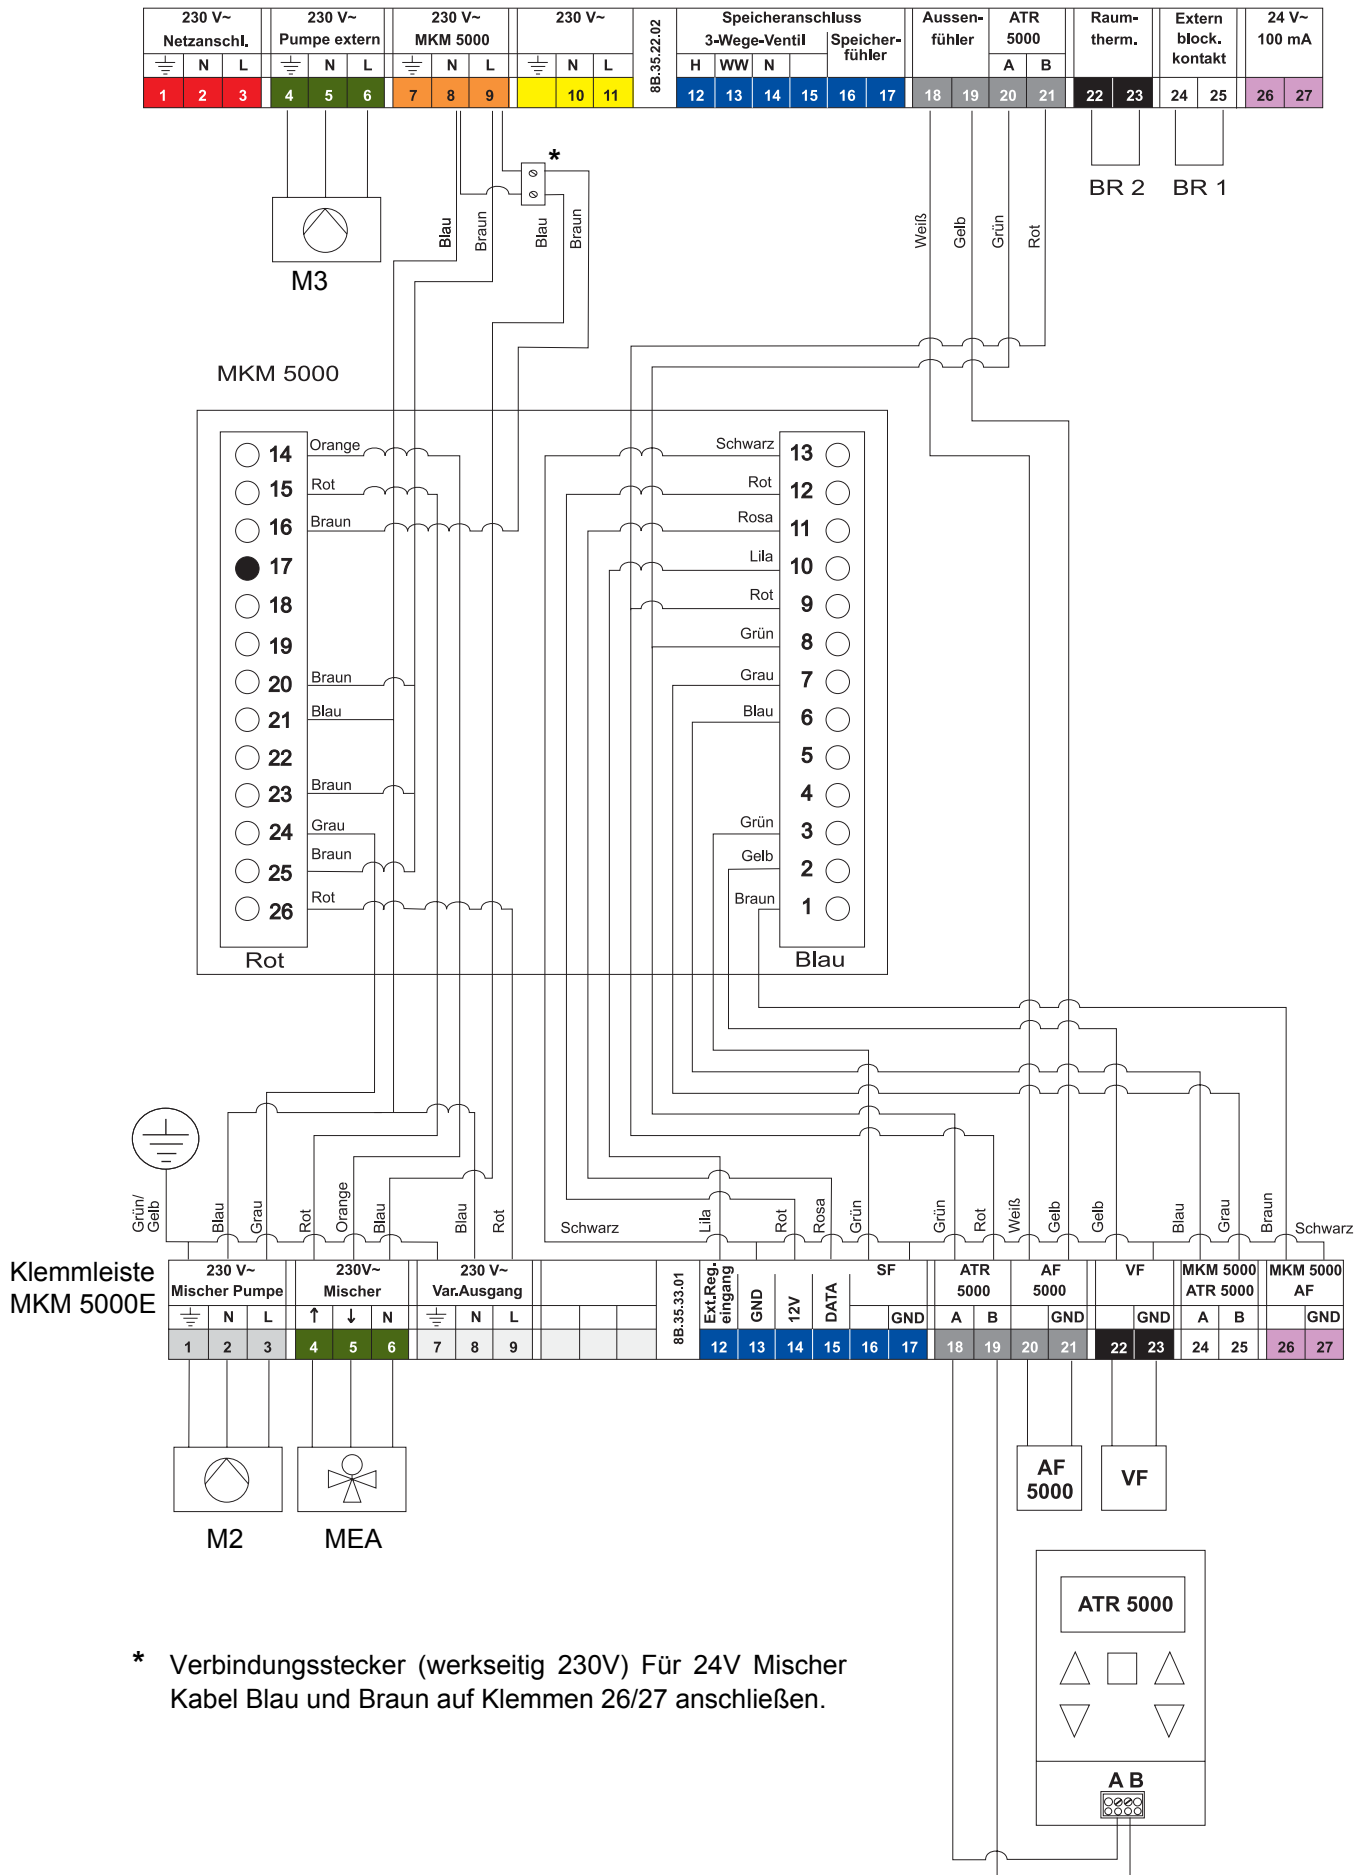 230 V~ 230 V~ 230 V~ 230 V~ Speicheranschluss Aussen- ATR Raum- Extern 24 V~
Netzanschl. Pumpe extern MKM 5000 3-Wege-Ventil Speicher- fühler 5000 therm. block. 100 mA
fühler kontakt
N L N L N L N L H WW N A B
1 2 3 4 5 6 7 8 9 10 11 8B.35.22.02 12 13 14 15 16 17 18 19 20 21 22 23 24 25 26 27
*
BR 2 BR 1
Blau Braun Blau Braun Weiß Gelb Grün Rot
M3
MKM 5000
14 Orange
15 Rot
16 Braun
17
18
19
20 Braun
21 Blau
22
23 Braun
24 Grau
25 Braun
26 Rot
Rot
Schwarz 13
Rot 12
Rosa 11
Lila 10
Rot 9
Grün 8
Grau 7
Blau 6
5
4
Grün 3
Gelb 2
Braun 1
Blau
Grün/
Gelb
Blau Grau Rot Orange Blau Blau Rot Schwarz Lila Rot Rosa Grün Grün Rot Weiß Gelb Gelb Blau Grau Braun Schwarz
Klemmleiste
MKM 5000E
230 V~ 230V~ 230 V~ SF ATR AF VF MKM 5000 MKM 5000
Mischer Pumpe Mischer Var.Ausgang 5000 5000 ATR 5000 AF
Ext.Reg.
eingang
GND 12V DATA
N L ↑ ↓ N N L GND A B GND GND A B GND
1 2 3 4 5 6 7 8 9 8B.35.33.01 12 13 14 15 16 17 18 19 20 21 22 23 24 25 26 27
M2 MEA
AF
5000
VF
ATR 5000
A B
* Verbindungsstecker (werkseitig 230V) Für 24V Mischer
Kabel Blau und Braun auf Klemmen 26/27 anschließen.